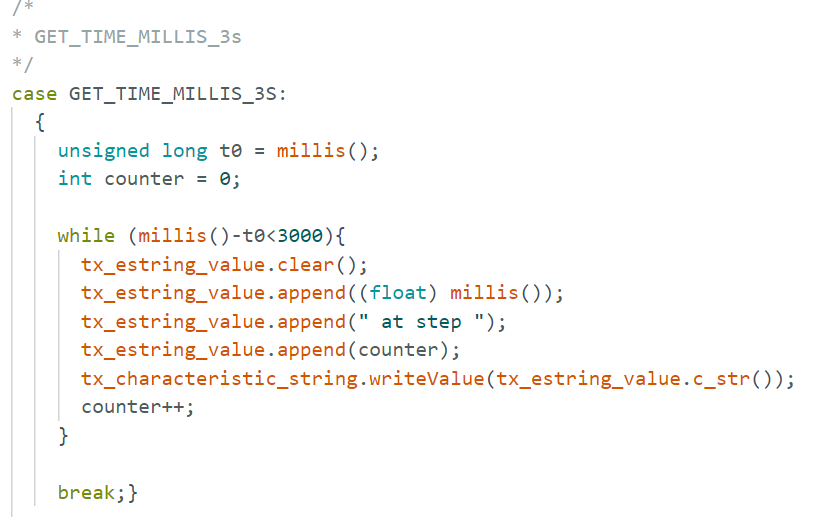 /*
* GET_TIME_MILLIS_3s
*/
case GET_TIME_MILLIS_3S:
{
unsigned long t0 = millis();
int counter = 0;
while (millis()-t0<3000){
tx_estring_value.clear();
tx_estring_value.append((float) millis());
tx_estring_value.append(" at step ");
tx_estring_value.append(counter);
tx_characteristic_string.writeValue(tx_estring_value.c_str());
counter++;
}
break;}